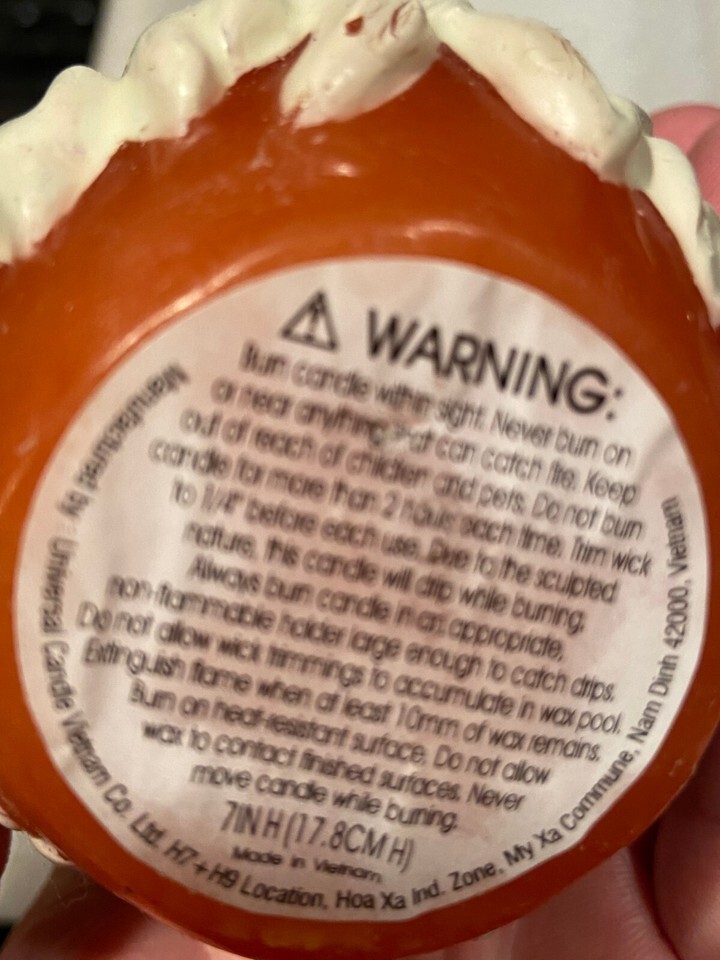 WARNING:
Burn candle within sight. Never burn on
or near anything that can catch fire. Keep
out of reach of children and pets. Do not burn
candle for more than 2 hours each time. Trim wick
to 1/4" before each use. Due to the sculpted
nature, this candle will drip while burning.
Always burn candle in an appropriate,
non-flammable holder large enough to catch drips.
Do not allow wick trimmings to accumulate in wax pool.
Extinguish flame when at least 10mm of wax remains.
Burn on heat-resistant surface. Do not allow
wax to contact finished surfaces. Never
move candle while burning.
7IN H (17.8CM H)
Made in Vietnam
Manufactured by : Universal Candle Vietnam Co. Ltd. H7 + H9 Location, Hoa Xa Ind. Zone, My Xa Commune, Nam Dinh 42000, Vietnam